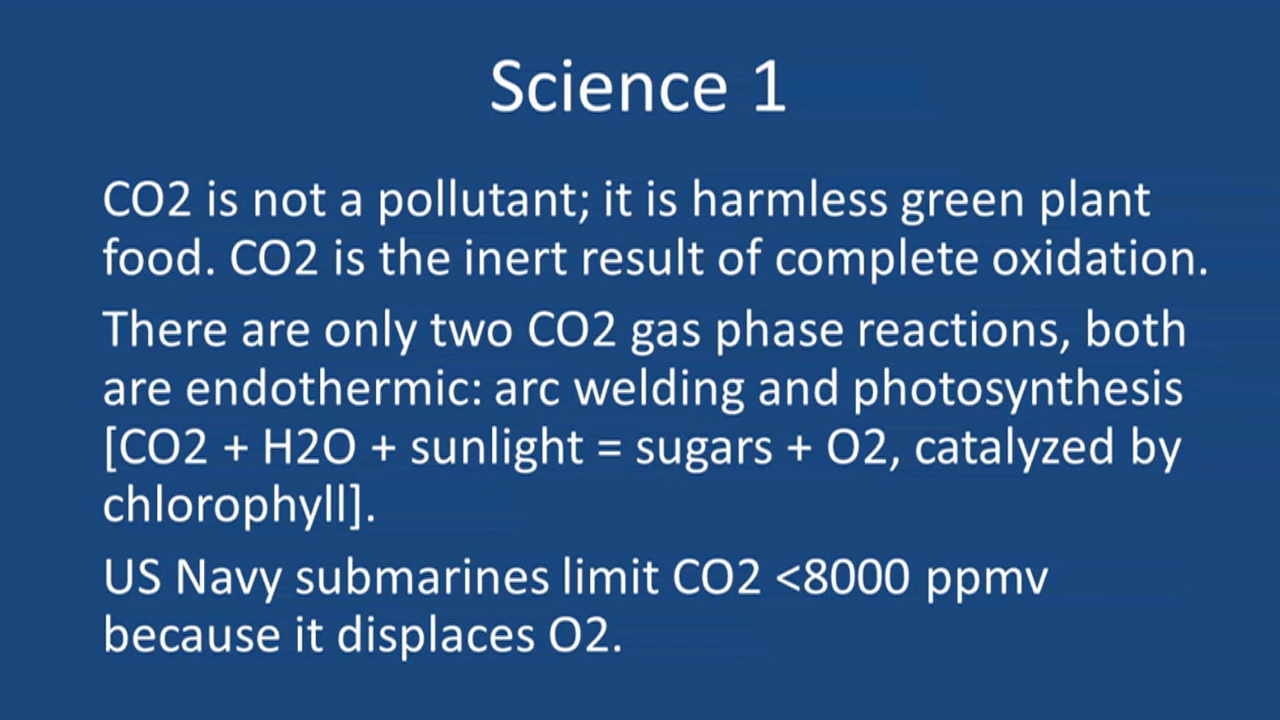 Science 1
CO2 is not a pollutant; it is harmless green plant
food. CO2 is the inert result of complete oxidation.
There are only two CO2 gas phase reactions, both
are endothermic: arc welding and photosynthesis
[CO2 + H2O + sunlight = sugars + O2, catalyzed by
chlorophyll].
US Navy submarines limit CO2 <8000 ppmv
because it displaces O2.